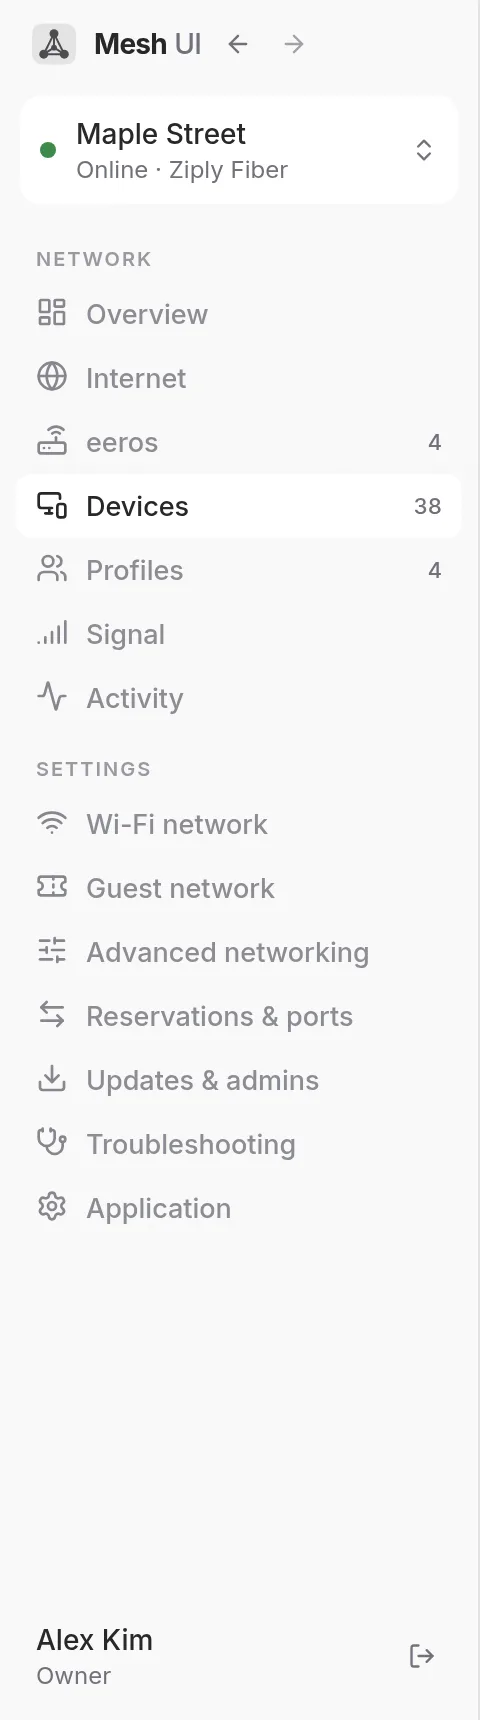 Mesh UI
Maple Street
Online · Ziply Fiber
NETWORK
Overview
Internet
eeros 4
Devices 38
Profiles 4
Signal
Activity
SETTINGS
Wi-Fi network
Guest network
Advanced networking
Reservations & ports
Updates & admins
Troubleshooting
Application
Alex Kim
Owner